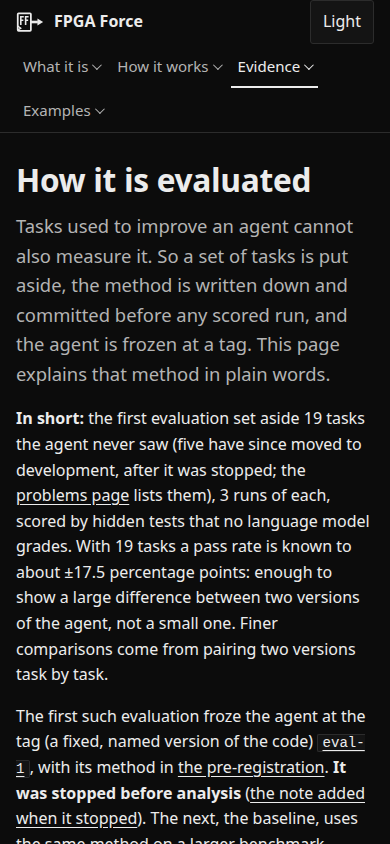 FPGA Force
Light
What it is
How it works
Evidence
Examples
How it is evaluated
Tasks used to improve an agent cannot
also measure it. So a set of tasks is put
aside, the method is written down and
committed before any scored run, and
the agent is frozen at a tag. This page
explains that method in plain words.
In short: the first evaluation set aside 19 tasks
the agent never saw (five have since moved to
development, after it was stopped; the
problems page lists them), 3 runs of each,
scored by hidden tests that no language model
grades. With 19 tasks a pass rate is known to
about ±17.5 percentage points: enough to
show a large difference between two versions
of the agent, not a small one. Finer
comparisons come from pairing two versions
task by task.
The first such evaluation froze the agent at the
tag (a fixed, named version of the code) eval-
1, with its method in the pre-registration. It
was stopped before analysis (the note added
when it stopped). The next, the baseline, uses
the same method on a larger benchmark